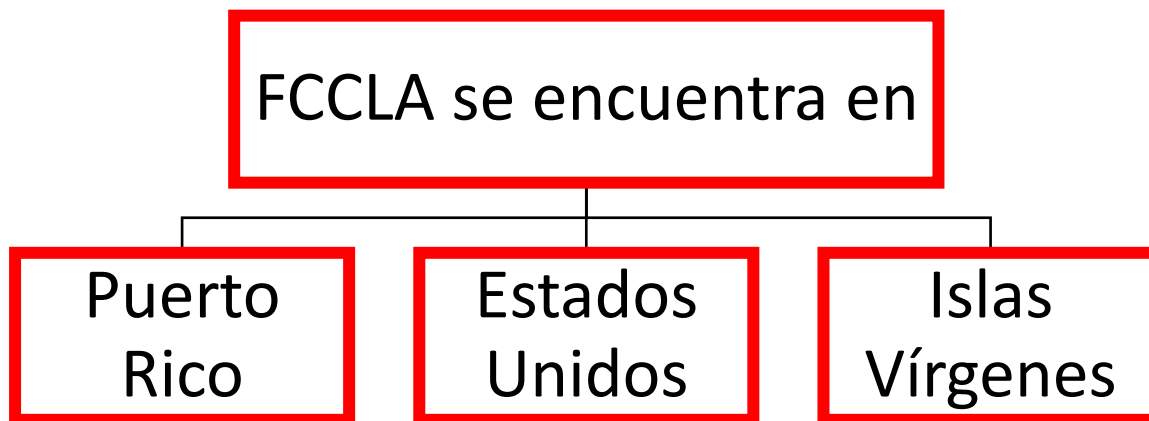 FCCLA se encuentra en
Puerto
Rico
Estados
Unidos
Islas
Vírgenes